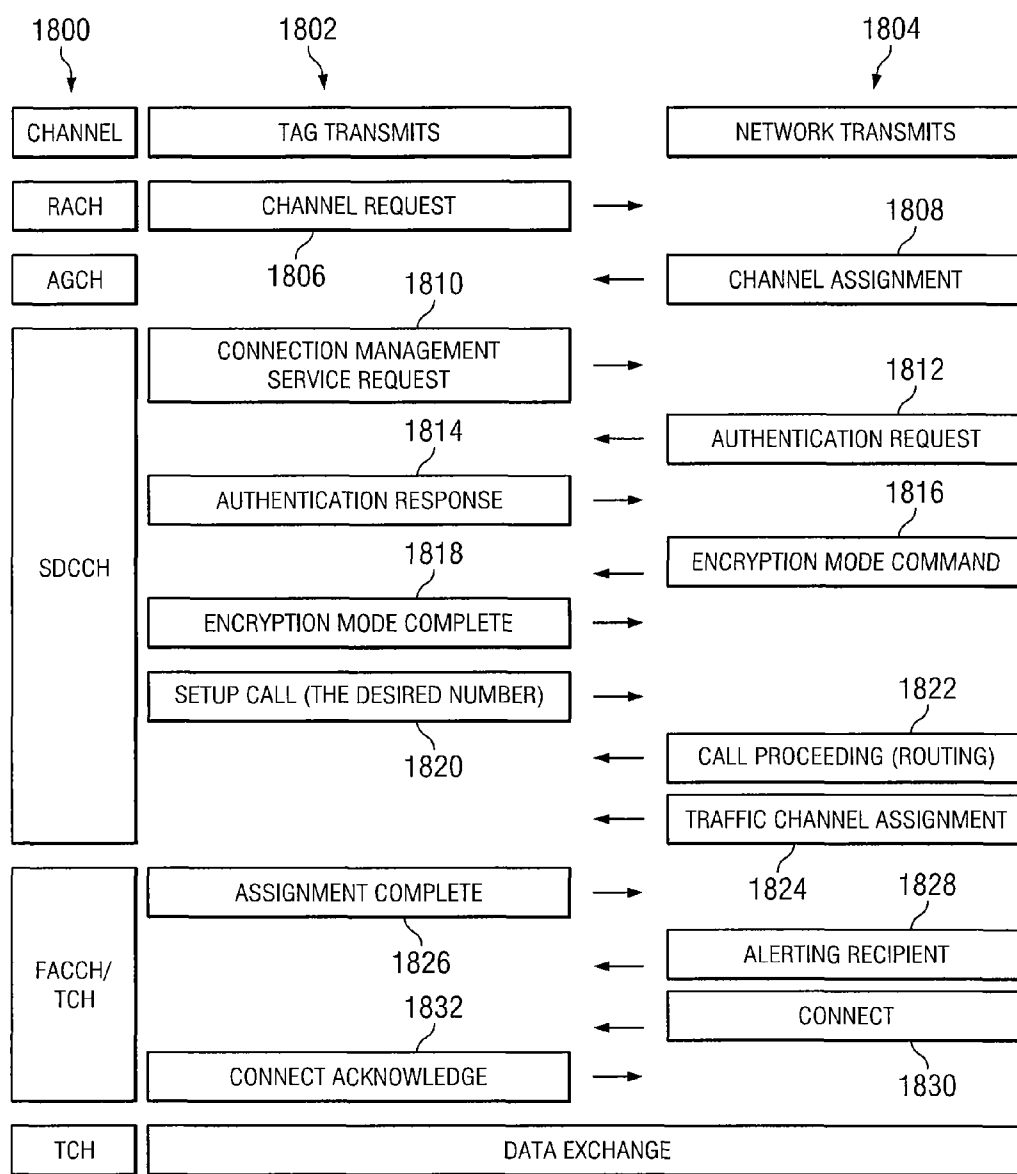 1800
1802
1804
CHANNEL
TAG TRANSMITS
NETWORK TRANSMITS
RACH
CHANNEL REQUEST
1806
1808
AGCH
CHANNEL ASSIGNMENT
1810
SDCCH
CONNECTION MANAGEMENT
SERVICE REQUEST
1812
AUTHENTICATION REQUEST
1814
AUTHENTICATION RESPONSE
1816
ENCRYPTION MODE COMMAND
1818
ENCRYPTION MODE COMPLETE
SETUP CALL (THE DESIRED NUMBER)
1820
1822
CALL PROCEEDING (ROUTING)
TRAFFIC CHANNEL ASSIGNMENT
1824
FACCH/
TCH
ASSIGNMENT COMPLETE
1826
1828
ALERTING RECIPIENT
CONNECT
1830
1832
CONNECT ACKNOWLEDGE
TCH
DATA EXCHANGE